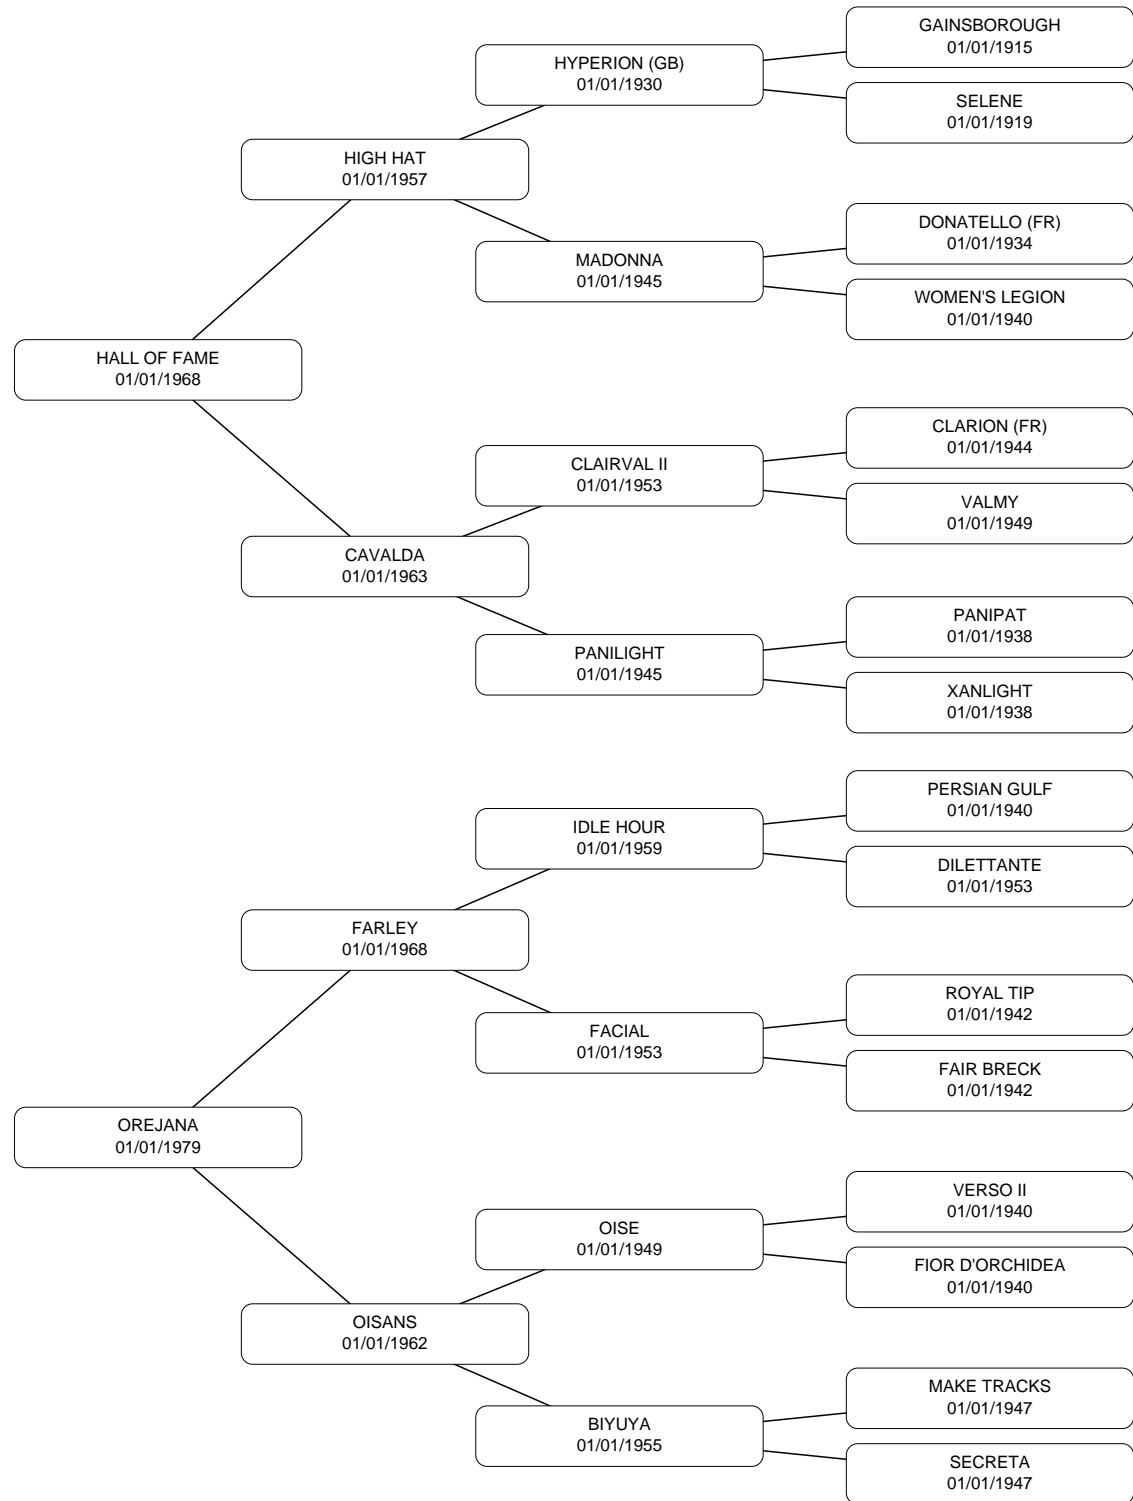 GAINSBOROUGH
01/01/1915
HYPERION (GB)
01/01/1930
SELENE
01/01/1919
HIGH HAT
01/01/1957
DONATELLO (FR)
01/01/1934
MADONNA
01/01/1945
WOMEN'S LEGION
01/01/1940
HALL OF FAME
01/01/1968
CLARION (FR)
01/01/1944
CLAIRVAL II
01/01/1953
VALMY
01/01/1949
CAVALDA
01/01/1963
PANIPAT
01/01/1938
PANILIGHT
01/01/1945
XANLIGHT
01/01/1938
PERSIAN GULF
01/01/1940
IDLE HOUR
01/01/1959
DILETTANTE
01/01/1953
FARLEY
01/01/1968
ROYAL TIP
01/01/1942
FACIAL
01/01/1953
FAIR BRECK
01/01/1942
OREJANA
01/01/1979
VERSO II
01/01/1940
OISE
01/01/1949
FIOR D'ORCHIDEA
01/01/1940
OISANS
01/01/1962
MAKE TRACKS
01/01/1947
BIYUYA
01/01/1955
SECRETA
01/01/1947